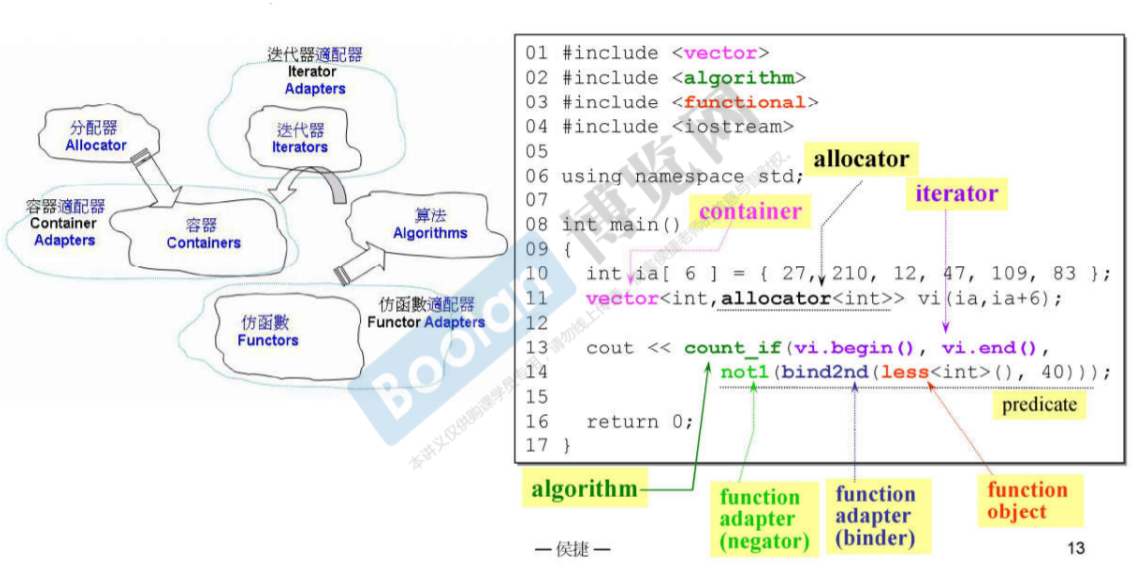 迭代器適配器
Iterator
Adapters
分配器
Allocator
迭代器
Iterators
容器適配器
Container
Adapters
容器
Containers
算法
Algorithms
仿函數
Functors
仿函數適配器
Functor Adapters
01 #include <vector>
02 #include <algorithm>
03 #include <functional>
04 #include <iostream>
05
06 using namespace std;
07
08 int main()
09 {
10 int ia[ 6 ] = { 27, 210, 12, 47, 109, 83 };
11 vector<int,allocator<int>> vi(ia,ia+6);
12
13 cout << count_if(vi.begin(), vi.end(),
14 not1(bind2nd(less<int>(), 40)));
15
16 return 0;
17 }
allocator
iterator
container
predicate
algorithm
function
adapter
(negator)
function
adapter
(binder)
function
object
— 侯捷 —
13
Boolan
博览网